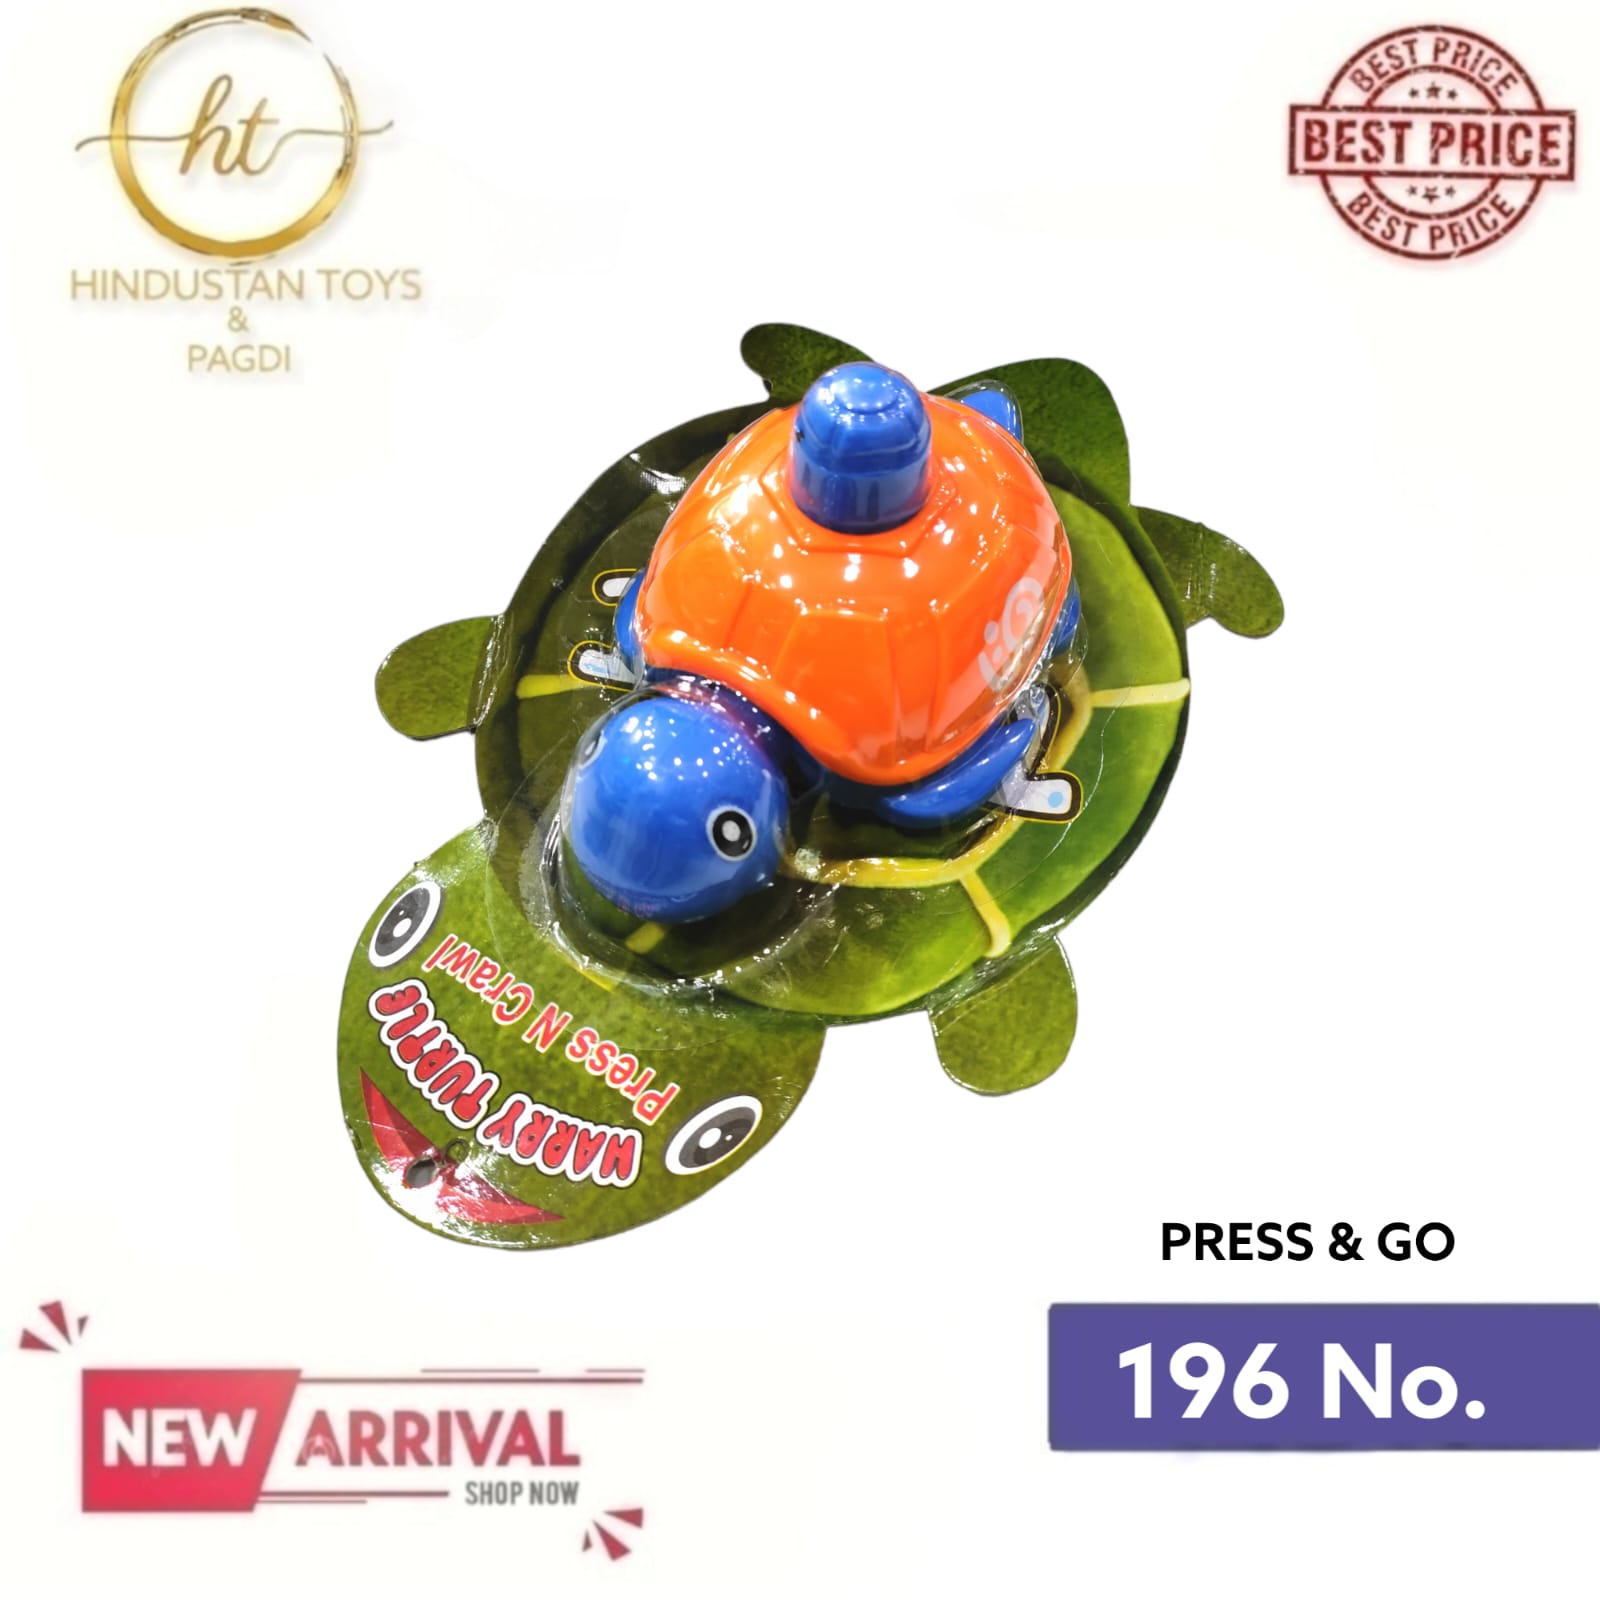 ht
HINDUSTAN TOYS
&
PAGDI
BEST PRICE
BEST PRICE
BEST PRICE
Press N Crawl
HARRY TURTLE
PRESS & GO
196 No.
NEW ARRIVAL
SHOP NOW